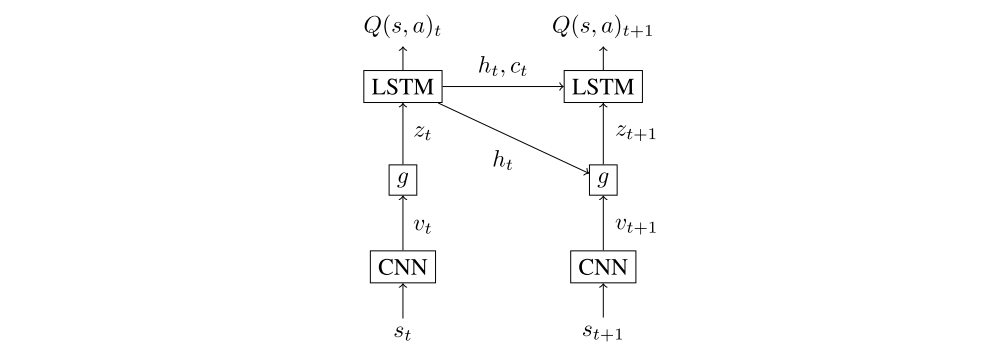 Q(s, a)_t Q(s, a)_{t+1}
h_t, c_t
LSTM LSTM
z_t z_{t+1}
h_t
g g
v_t v_{t+1}
CNN CNN
s_t s_{t+1}